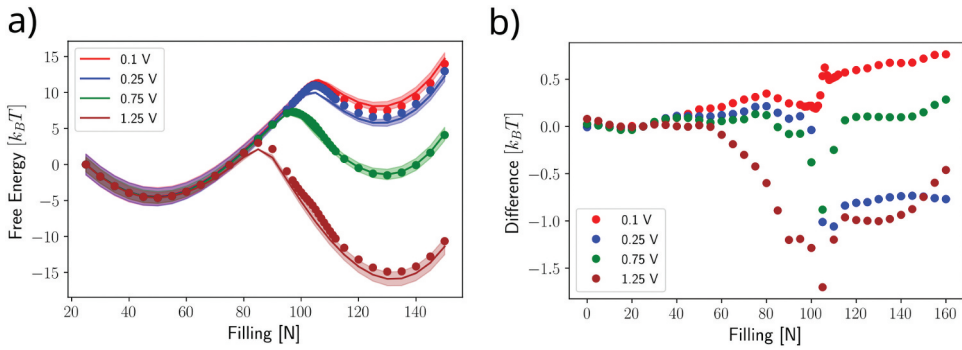 a)
Free Energy [k_BT]
15
10
5
0
−5
−10
−15
0.1 V
0.25 V
0.75 V
1.25 V
20 40 60 80 100 120 140 160
Filling [N]
b)
Difference [k_BT]
0.5
0.0
−0.5
−1.0
−1.5
0.1 V
0.25 V
0.75 V
1.25 V
0 20 40 60 80 100 120 140 160
Filling [N]